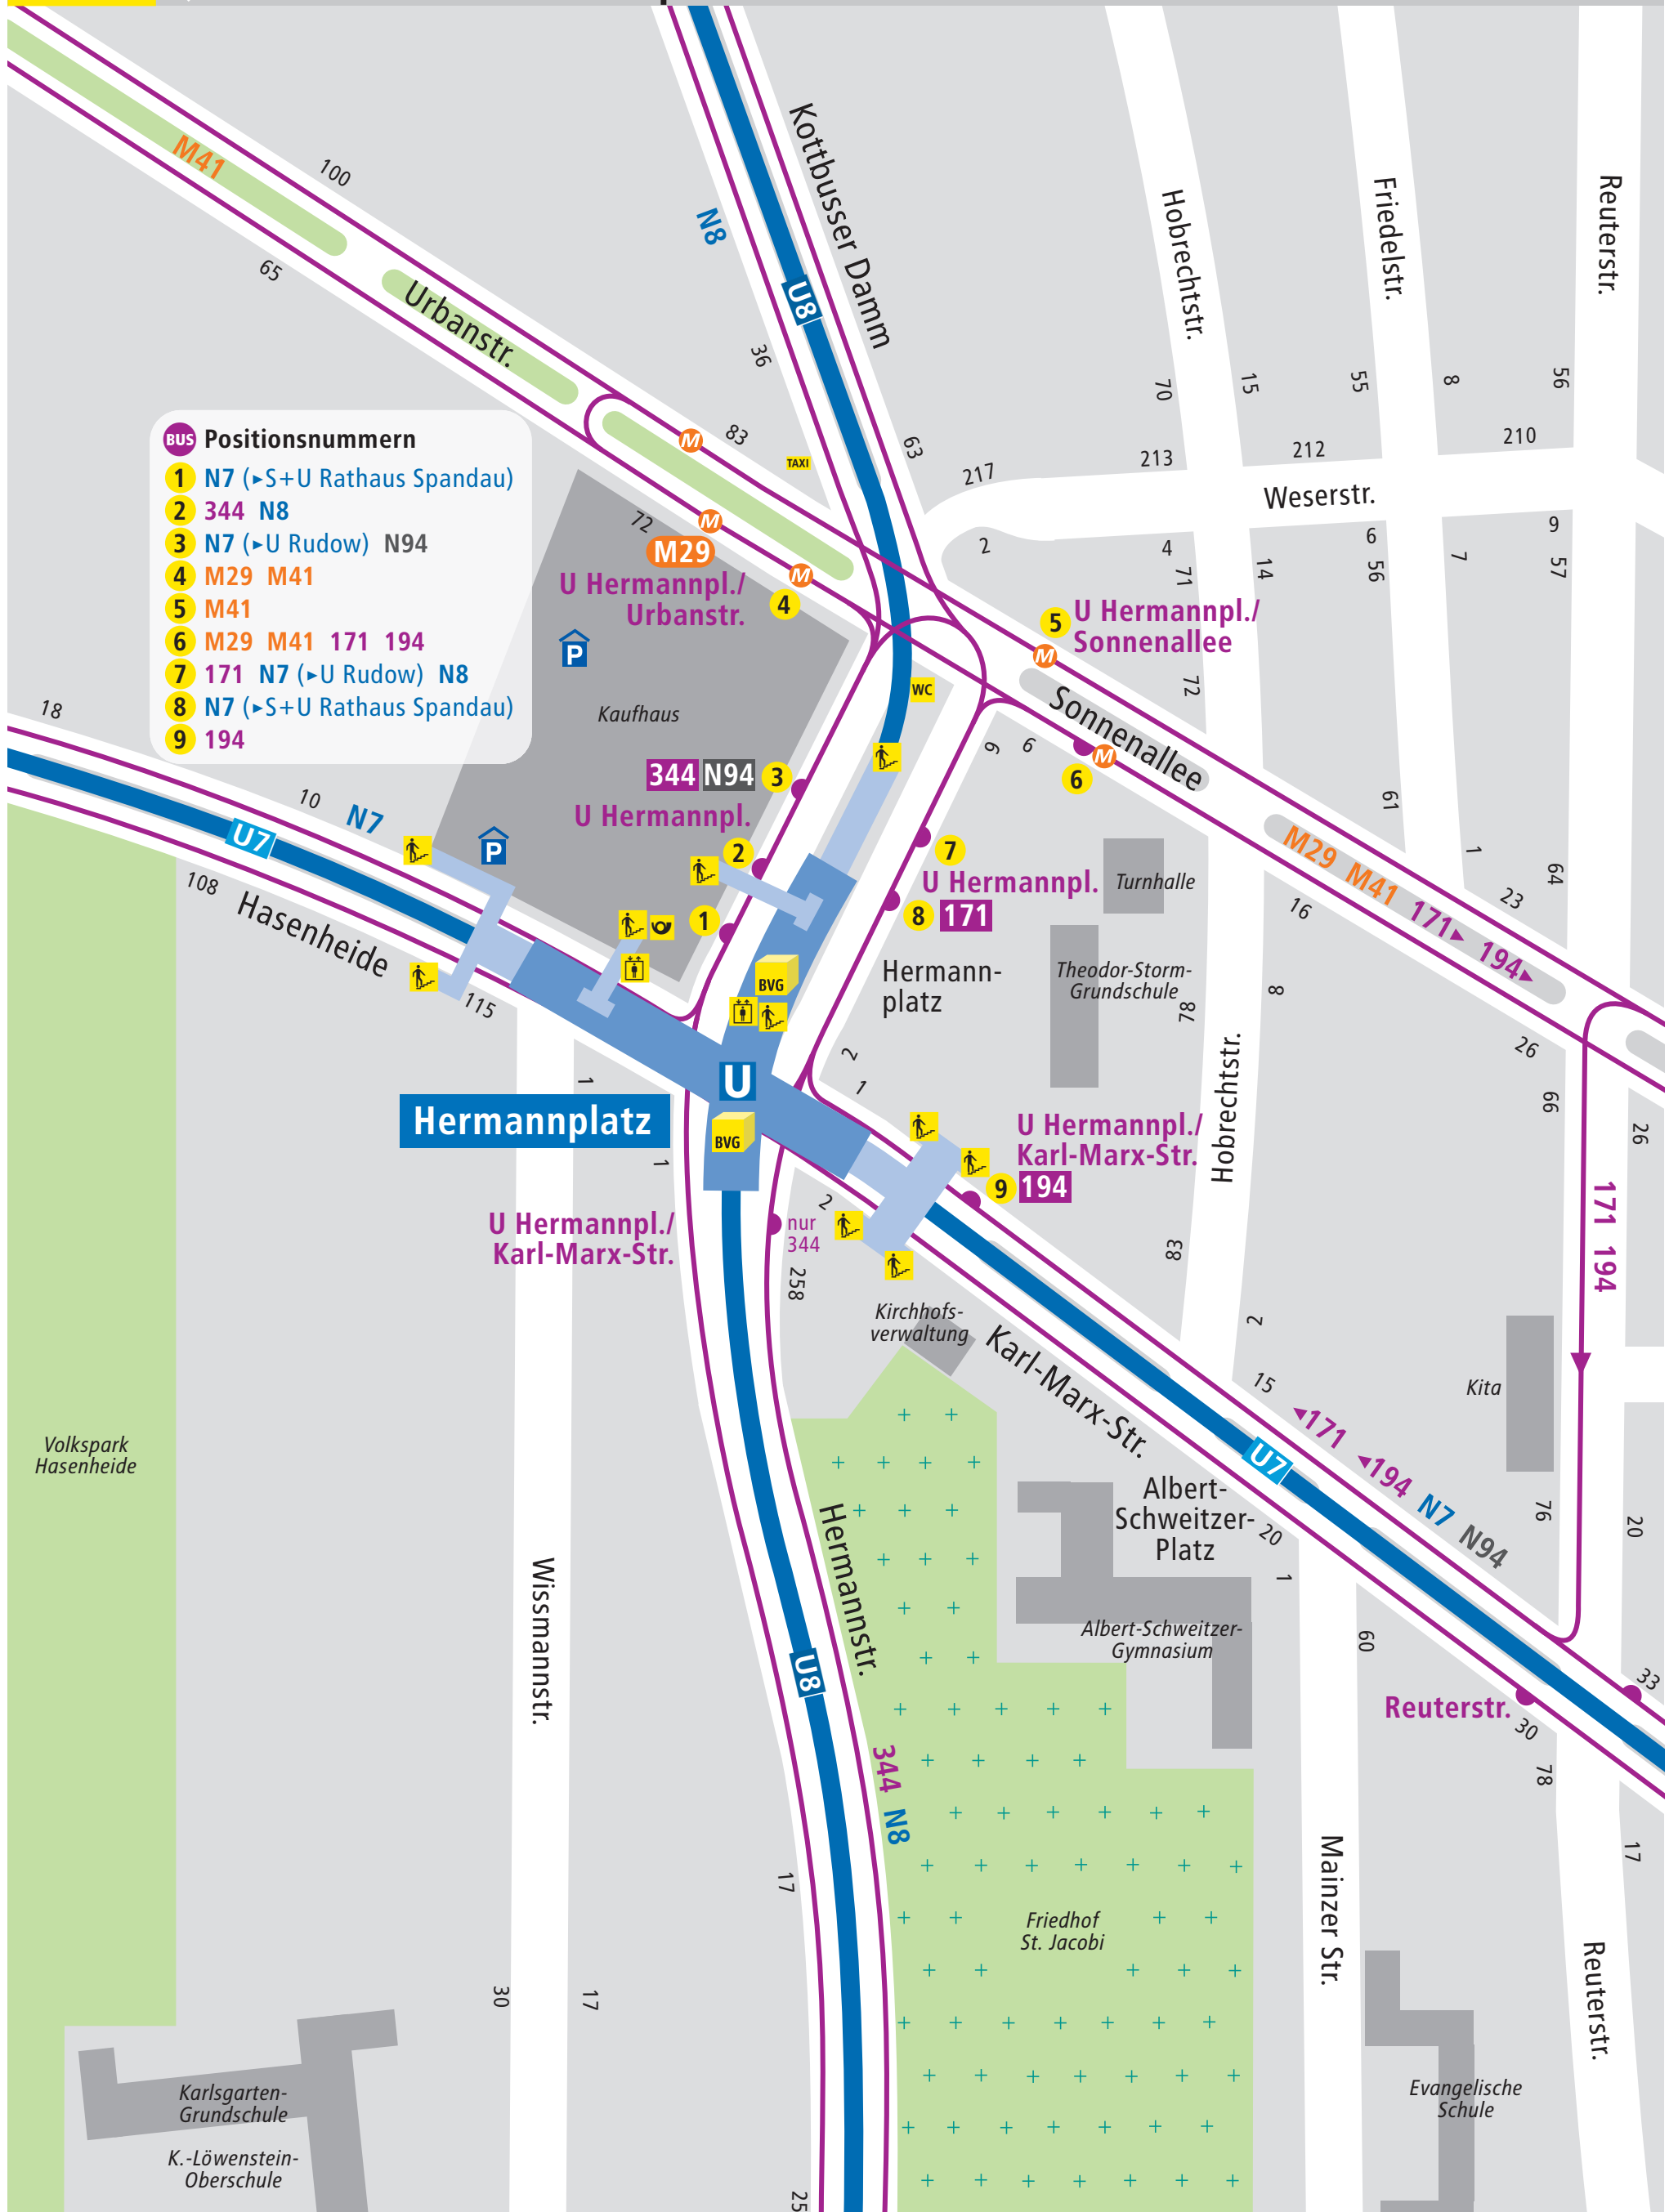 M41
100
65
Urbanstr.
N8
Kottbusser Damm
U8
36
63
83
TAXI
Hobrechtstr.
Friedelstr.
Reuterstr.
70
15
55
8
56
217
213
212
210
Weserstr.
2
4
71
14
6
56
7
9
57
BUS Positionsnummern
1 N7 (►S+U Rathaus Spandau)
2 344 N8
3 N7 (►U Rudow) N94
4 M29 M41
5 M41
6 M29 M41 171 194
7 171 N7 (►U Rudow) N8
8 N7 (►S+U Rathaus Spandau)
9 194
72
M
M
M29
M
U Hermannpl./
Urbanstr.
4
P
Kaufhaus
WC
5
U Hermannpl./
Sonnenallee
M
72
Sonnenallee
9
6
M
6
61
1
64
23
M29 M41 171► 194►
16
26
66
26
18
10
N7
U7
108
Hasenheide
115
P
344 N94 3
U Hermannpl.
2
1
7
U Hermannpl.
8 171
Hermann-
platz
Turnhalle
Theodor-Storm-
Grundschule
78
8
Hobrechtstr.
BVG
U
BVG
Hermannplatz
1
1
2
1
U Hermannpl./
Karl-Marx-Str.
9 194
2
U Hermannpl./
Karl-Marx-Str.
nur
344
258
83
2
15
171 194
Kirchhofs-
verwaltung
Karl-Marx-Str.
Kita
◄171 ◄194 N7 N94
U7
76
20
Volkspark
Hasenheide
Albert-
Schweitzer-
Platz
20
1
Wissmannstr.
Hermannstr.
U8
Albert-Schweitzer-
Gymnasium
60
33
Reuterstr.
30
78
344 N8
17
17
Mainzer Str.
Friedhof
St. Jacobi
Reuterstr.
30
17
Karlsgarten-
Grundschule
K.-Löwenstein-
Oberschule
Evangelische
Schule
25